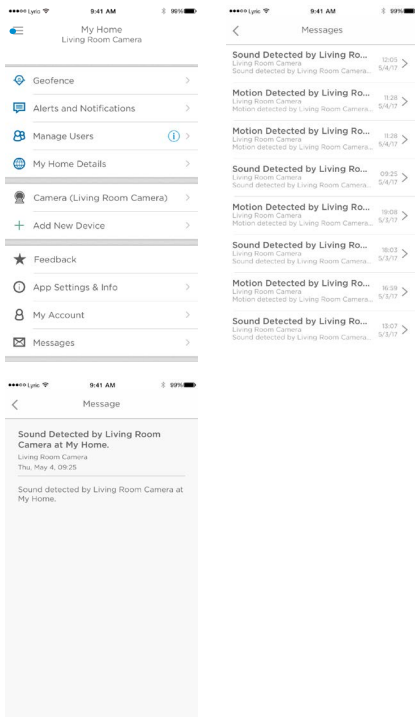 Lyric 9:41 AM 99%
My Home
Living Room Camera
Geofence
Alerts and Notifications
Manage Users
My Home Details
Camera (Living Room Camera)
Add New Device
Feedback
App Settings & Info
My Account
Messages
Lyric 9:41 AM 99%
Messages
Sound Detected by Living Ro...
Living Room Camera
Sound detected by Living Room Camera...
12:05
5/4/17
Motion Detected by Living Ro...
Living Room Camera
Motion detected by Living Room Camera...
11:28
5/4/17
Motion Detected by Living Ro...
Living Room Camera
Motion detected by Living Room Camera...
11:28
5/4/17
Sound Detected by Living Ro...
Living Room Camera
Sound detected by Living Room Camera...
09:25
5/4/17
Motion Detected by Living Ro...
Living Room Camera
Motion detected by Living Room Camera...
19:08
5/3/17
Sound Detected by Living Ro...
Living Room Camera
Sound detected by Living Room Camera...
18:03
5/3/17
Motion Detected by Living Ro...
Living Room Camera
Motion detected by Living Room Camera...
16:59
5/3/17
Sound Detected by Living Ro...
Living Room Camera
Sound detected by Living Room Camera...
13:07
5/3/17
Lyric 9:41 AM 99%
Message
Sound Detected by Living Room
Camera at My Home.
Living Room Camera
Thu, May 4, 09:25
Sound detected by Living Room Camera at
My Home.